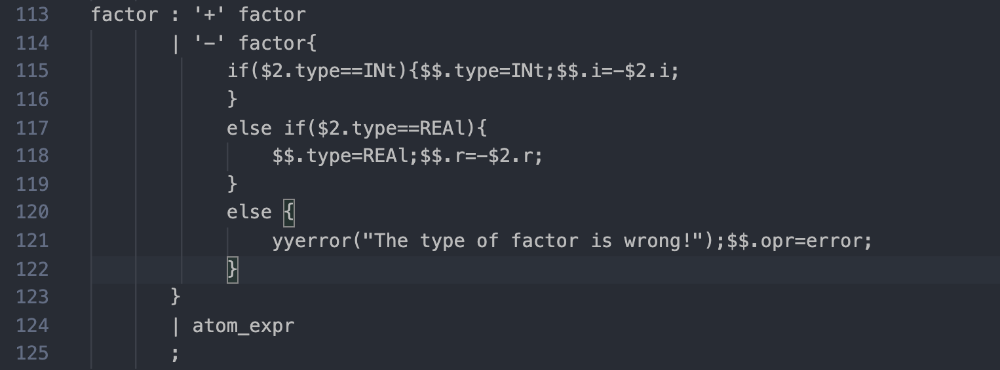 113 factor : '+' factor
114 | '-' factor{
115 if($2.type==INt){$$.type=INt;$$.i=-$2.i;
116 }
117 else if($2.type==REAl){
118 $$.type=REAl;$$.r=-$2.r;
119 }
120 else {
121 yyerror("The type of factor is wrong!");$$.opr=error;
122 }
123 }
124 | atom_expr
125 ;